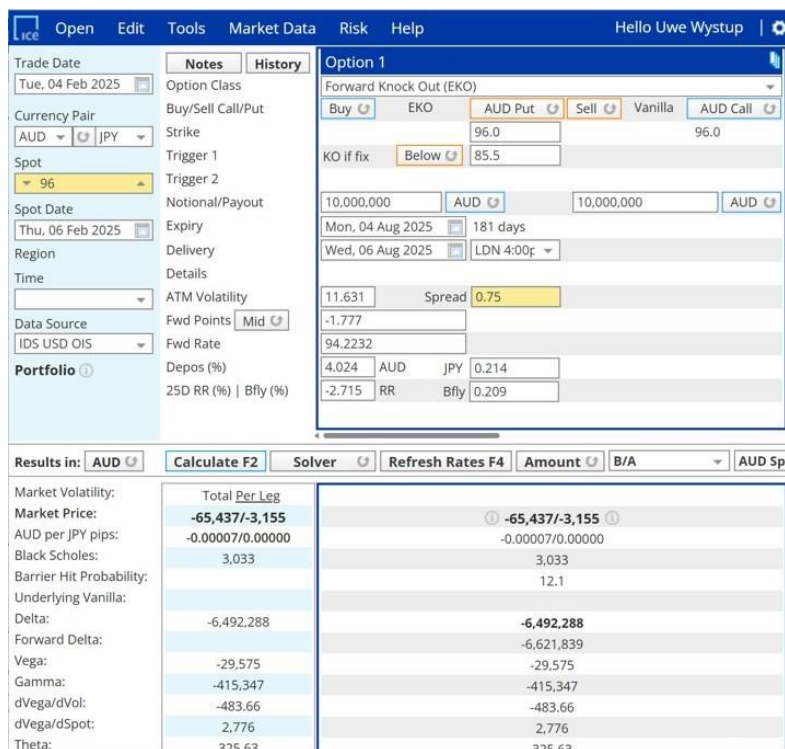 ice Open Edit Tools Market Data Risk Help Hello Uwe Wystup |
Trade Date
Tue, 04 Feb 2025
Currency Pair
AUD JPY
Spot
96
Spot Date
Thu, 06 Feb 2025
Region
Time
Data Source
IDS USD OIS
Portfolio
Notes History
Option Class
Buy/Sell Call/Put
Strike
Trigger 1
Trigger 2
Notional/Payout
Expiry
Delivery
Details
ATM Volatility
Fwd Points Mid
Fwd Rate
Depos (%)
25D RR (%) | Bfly (%)
Option 1
Forward Knock Out (EKO)
Buy EKO AUD Put Sell Vanilla AUD Call
96.0 96.0
KO if fix Below 85.5
10,000,000 AUD 10,000,000 AUD
Mon, 04 Aug 2025 181 days
Wed, 06 Aug 2025 LDN 4:00p
11.631 Spread 0.75
-1.777
94.2232
4.024 AUD JPY 0.214
-2.715 RR Bfly 0.209
Results in: AUD Calculate F2 Solver Refresh Rates F4 Amount B/A AUD Sp
Market Volatility: Total Per Leg
Market Price: -65,437/-3,155 -65,437/-3,155
AUD per JPY pips: -0.00007/0.00000 -0.00007/0.00000
Black Scholes: 3,033 3,033
Barrier Hit Probability: 12.1
Underlying Vanilla:
Delta: -6,492,288 -6,492,288
Forward Delta: -6,621,839
Vega: -29,575 -29,575
Gamma: -415,347 -415,347
dVega/dVol: -483.66 -483.66
dVega/dSpot: 2,776 2,776
Theta: 325.63 325.63